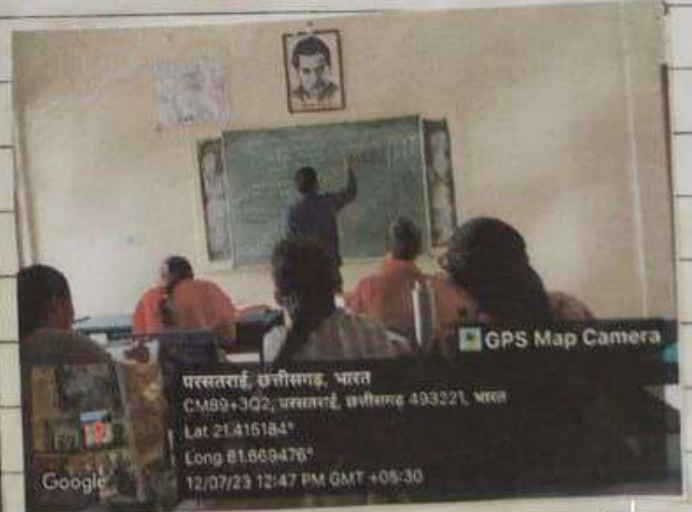 GPS Map Camera
परसतराई, छत्तीसगढ़, भारत
CM89+3Q2, परसतराई, छत्तीसगढ़ 493221, भारत
Lat 21.415184°
Long 81.669476°
12/07/23 12:47 PM GMT +05:30
Google